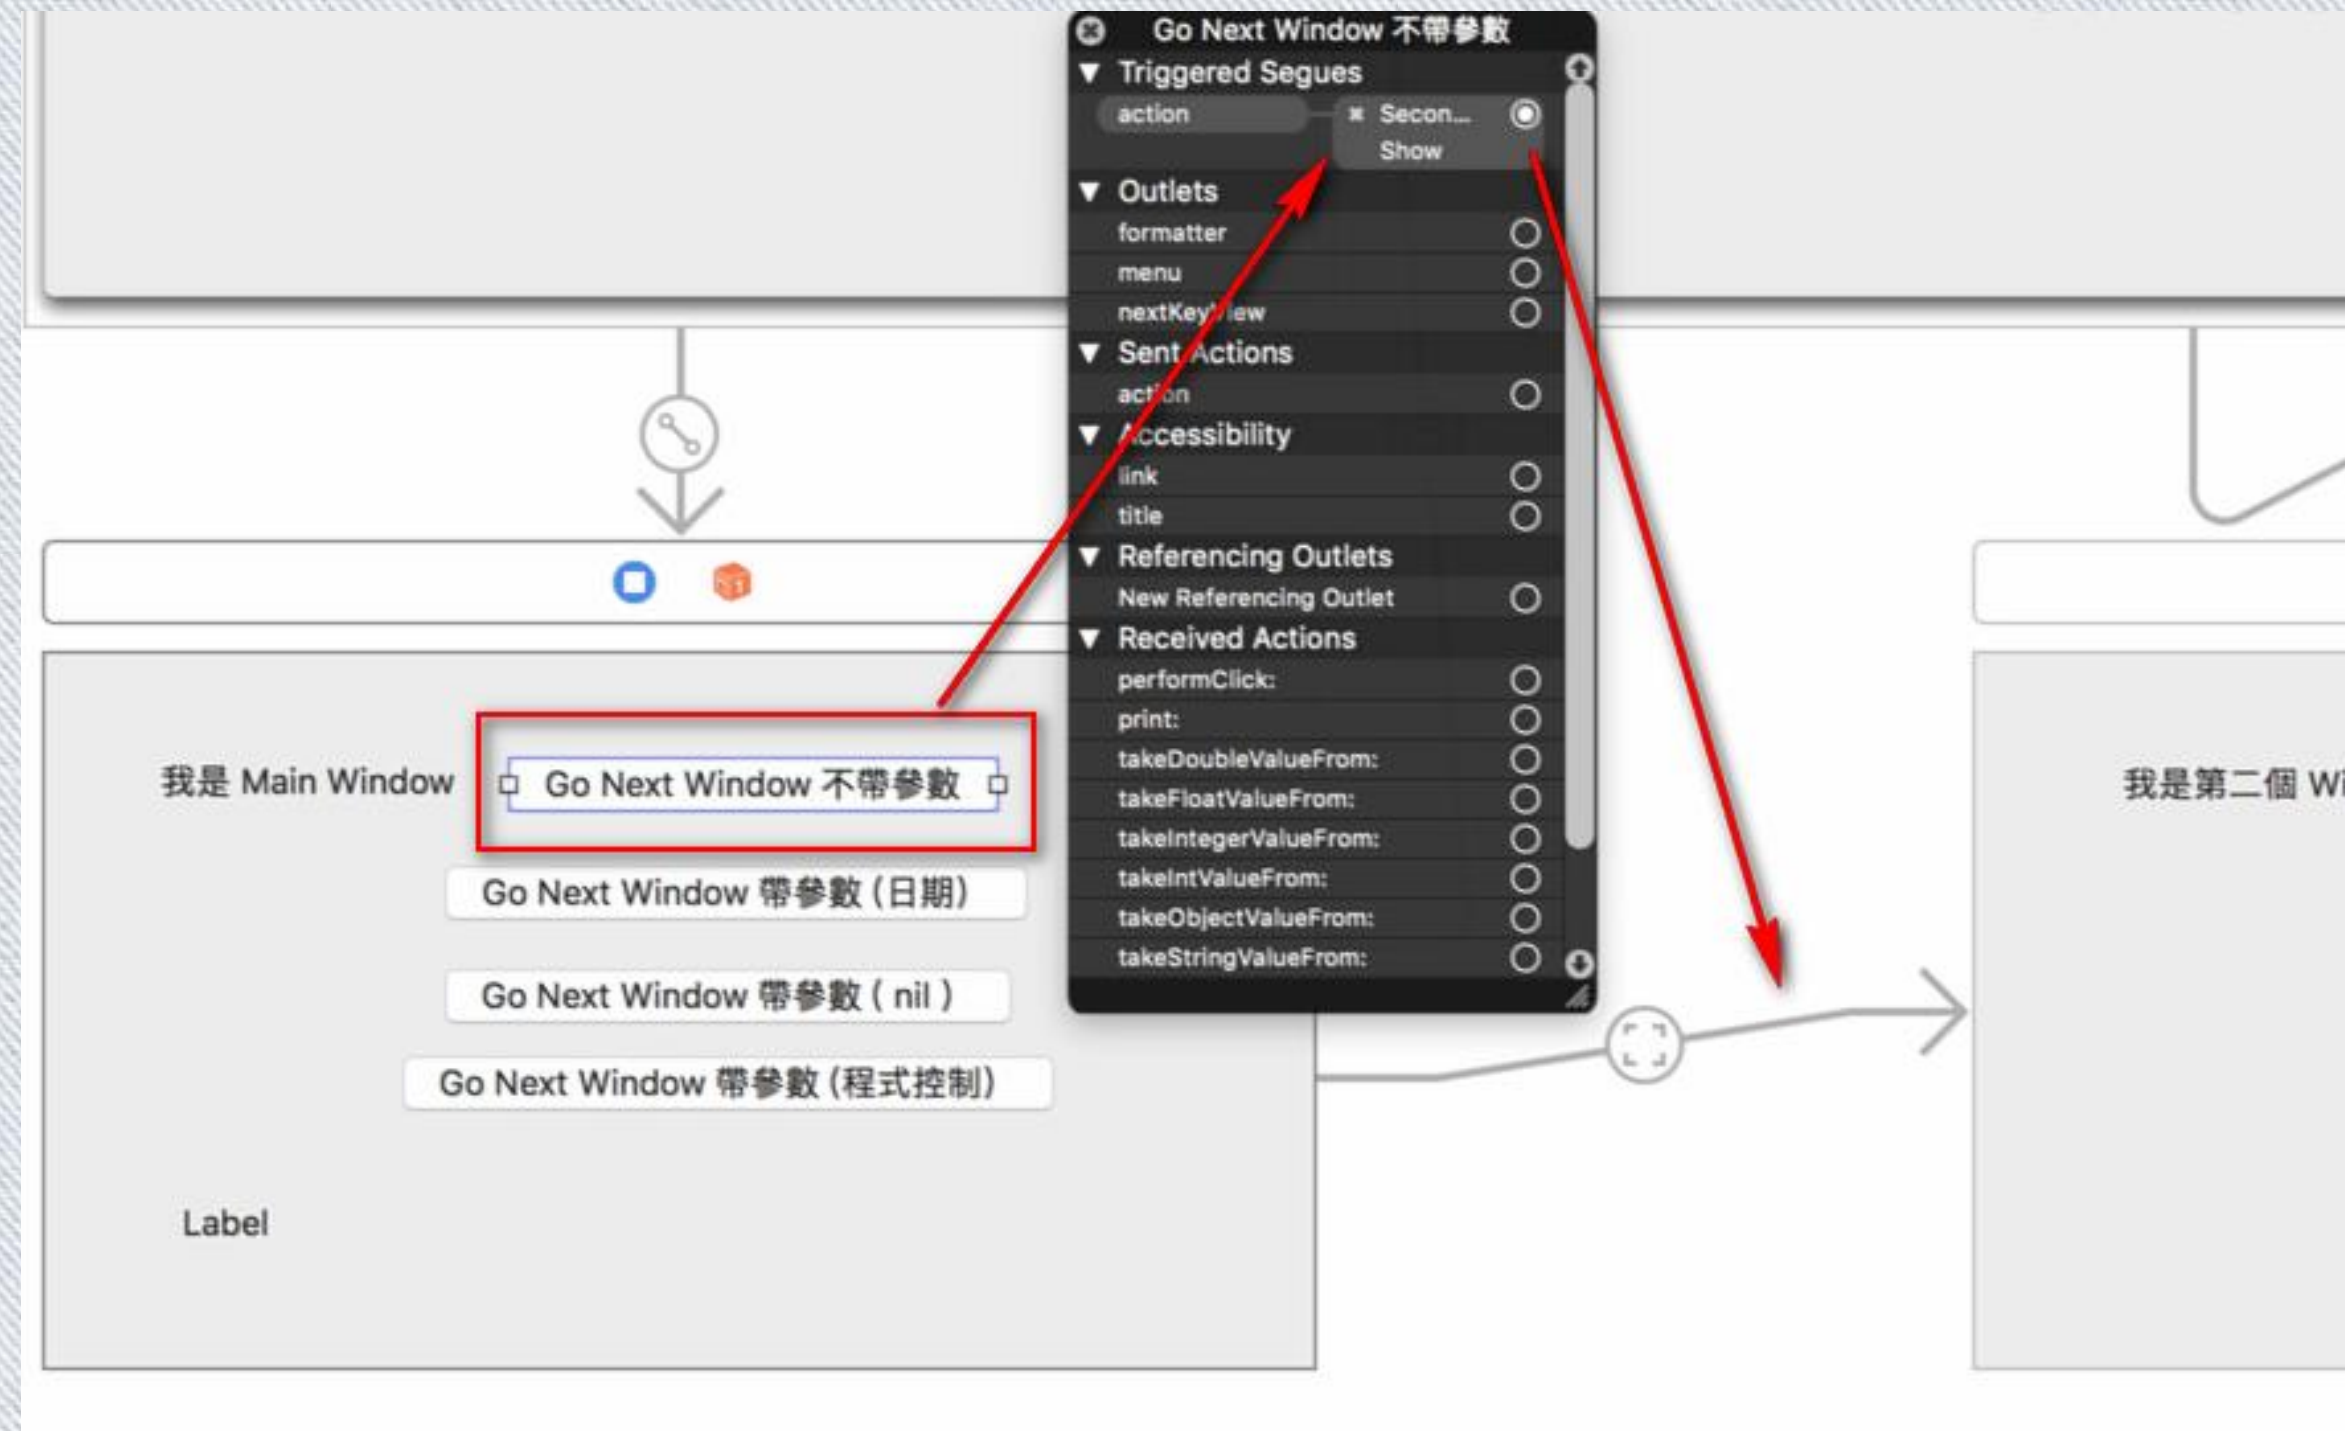 Go Next Window 不帶參數
Triggered Segues
action
Secon...
Show
Outlets
formatter
menu
nextKeyView
Sent Actions
action
Accessibility
link
title
Referencing Outlets
New Referencing Outlet
Received Actions
performClick:
print:
takeDoubleValueFrom:
takeFloatValueFrom:
takeIntegerValueFrom:
takeIntValueFrom:
takeObjectValueFrom:
takeStringValueFrom:
我是 Main Window
Go Next Window 不帶參數
Go Next Window 帶參數 (日期)
Go Next Window 帶參數 ( nil )
Go Next Window 帶參數 (程式控制)
Label
我是第二個 Wi